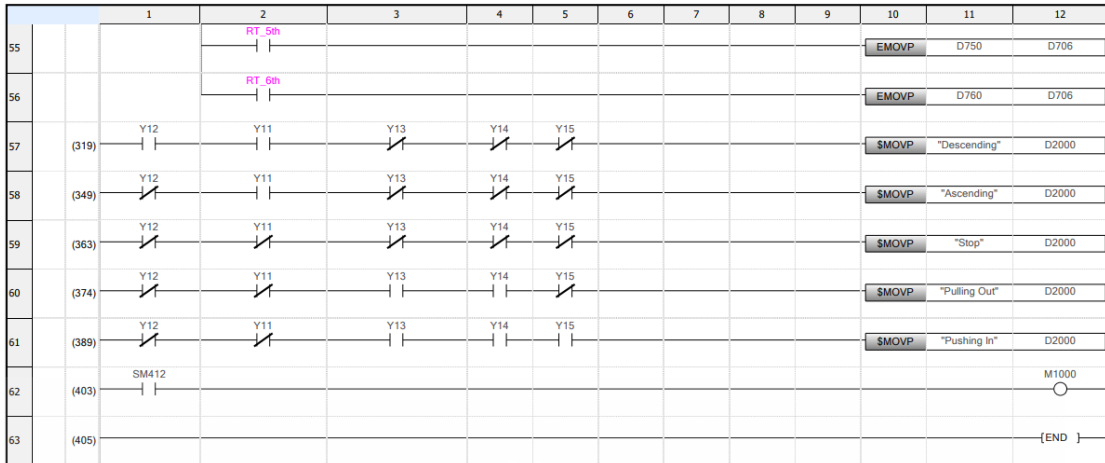 1 2 3 4 5 6 7 8 9 10 11 12
RT_5th
55 EMOVP D750 D706
RT_6th
56 EMOVP D760 D706
Y12 Y11 Y13 Y14 Y15
57 (319) $MOVP "Descending" D2000
Y12 Y11 Y13 Y14 Y15
58 (349) $MOVP "Ascending" D2000
Y12 Y11 Y13 Y14 Y15
59 (363) $MOVP "Stop" D2000
Y12 Y11 Y13 Y14 Y15
60 (374) $MOVP "Pulling Out" D2000
Y12 Y11 Y13 Y14 Y15
61 (389) $MOVP "Pushing In" D2000
SM412 M1000
62 (403)
63 (405) [END ]